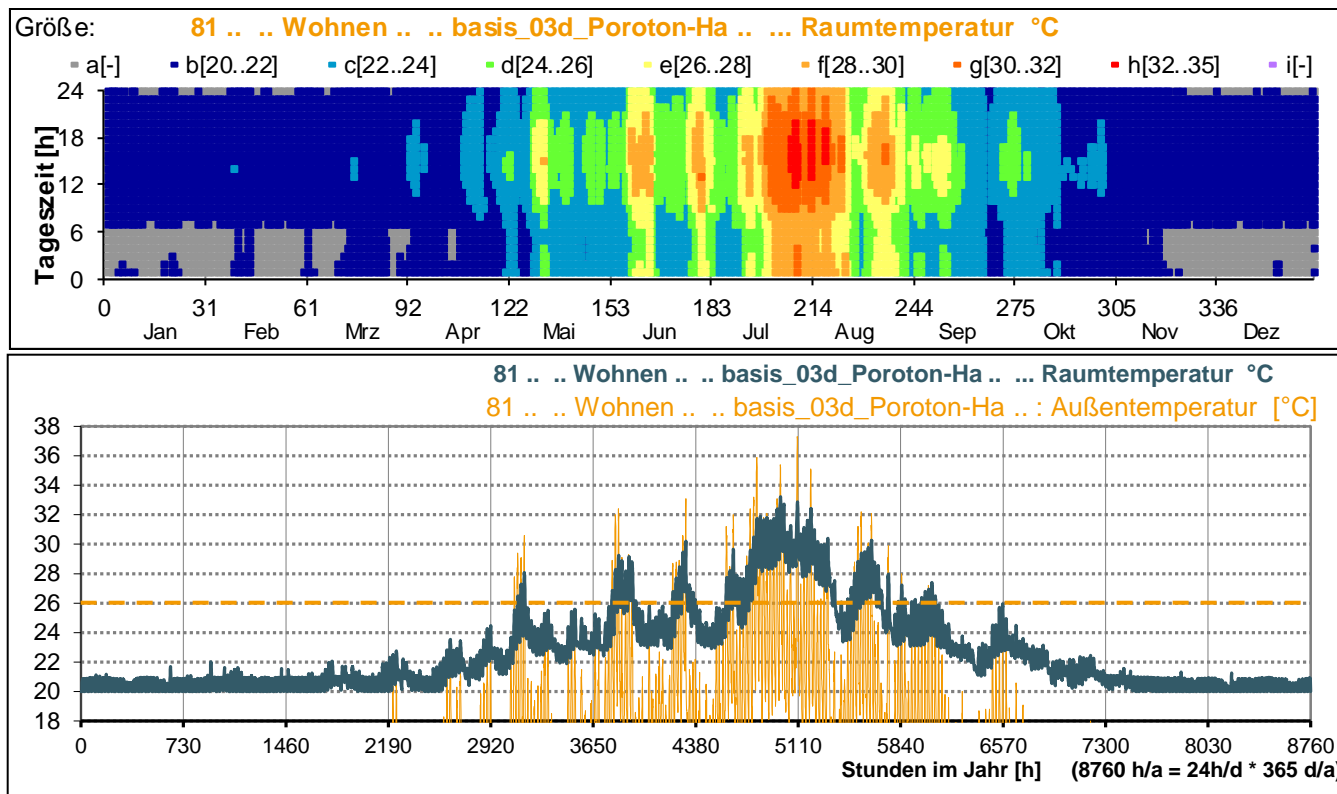 Größe: 81 .. .. Wohnen .. .. basis_03d_Poroton-Ha .. ... Raumtemperatur °C
a[-] b[20..22] c[22..24] d[24..26] e[26..28] f[28..30] g[30..32] h[32..35] i[-]
Tageszeit [h]
24
18
12
6
0
0 31 61 92 122 153 183 214 244 275 305 336
Jan Feb Mrz Apr Mai Jun Jul Aug Sep Okt Nov Dez
81 .. .. Wohnen .. .. basis_03d_Poroton-Ha .. ... Raumtemperatur °C
81 .. .. Wohnen .. .. basis_03d_Poroton-Ha .. : Außentemperatur [°C]
38
36
34
32
30
28
26
24
22
20
18
0 730 1460 2190 2920 3650 4380 5110 5840 6570 7300 8030 8760
Stunden im Jahr [h] (8760 h/a = 24h/d * 365 d/a)